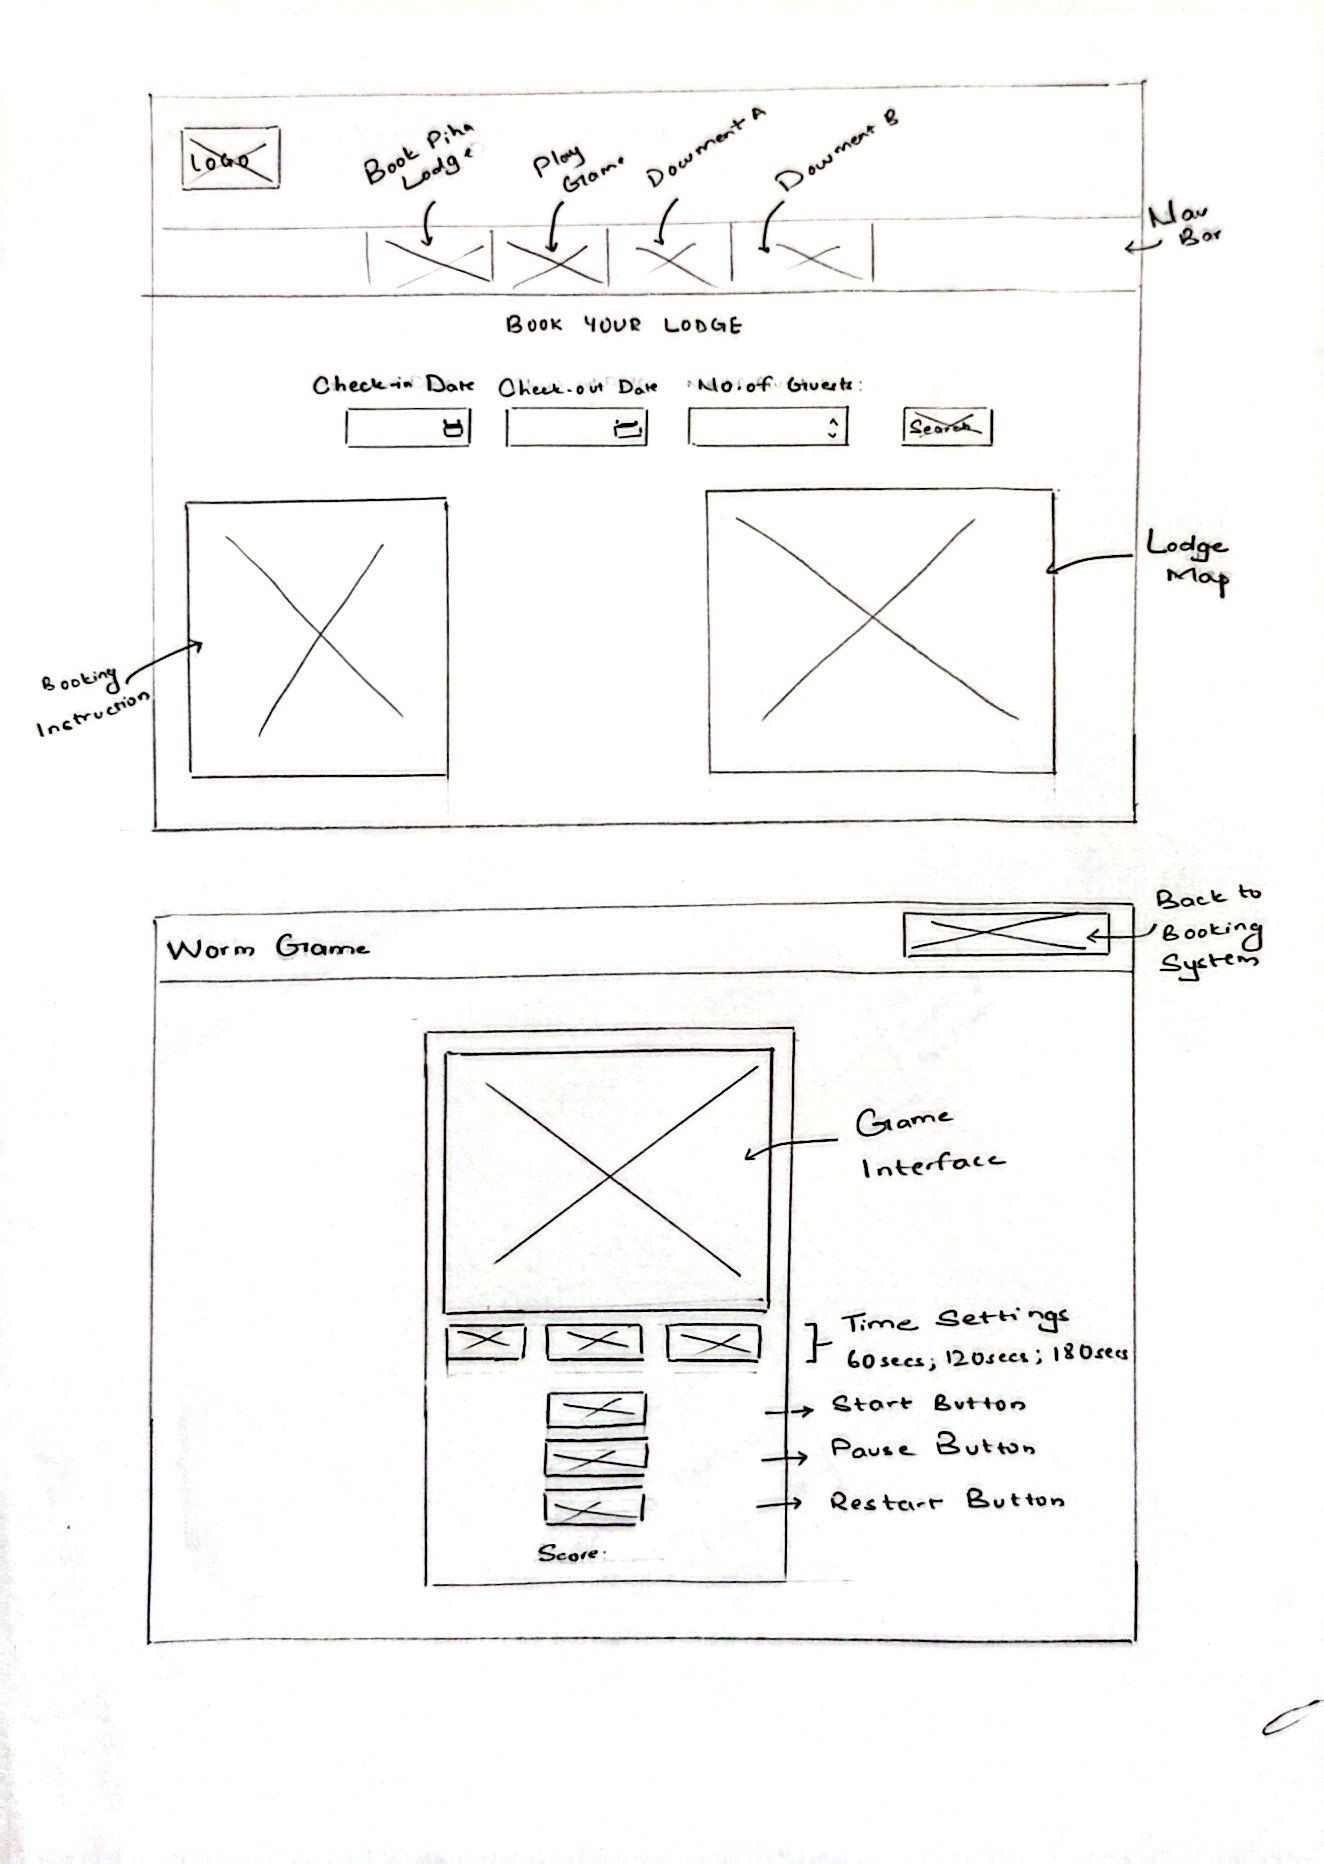 LOGO
Book Piha
Lodge
Play
Game
Document A
Document B
Nav
Bar
BOOK YOUR LODGE
Check-in Date
Check-out Date
No. of Guests:
Search
Lodge
Map
Booking
Instruction
Worm Game
Back to
Booking
System
Game
Interface
Time Settings
60secs; 120secs; 180secs
Start Button
Pause Button
Restart Button
Score: